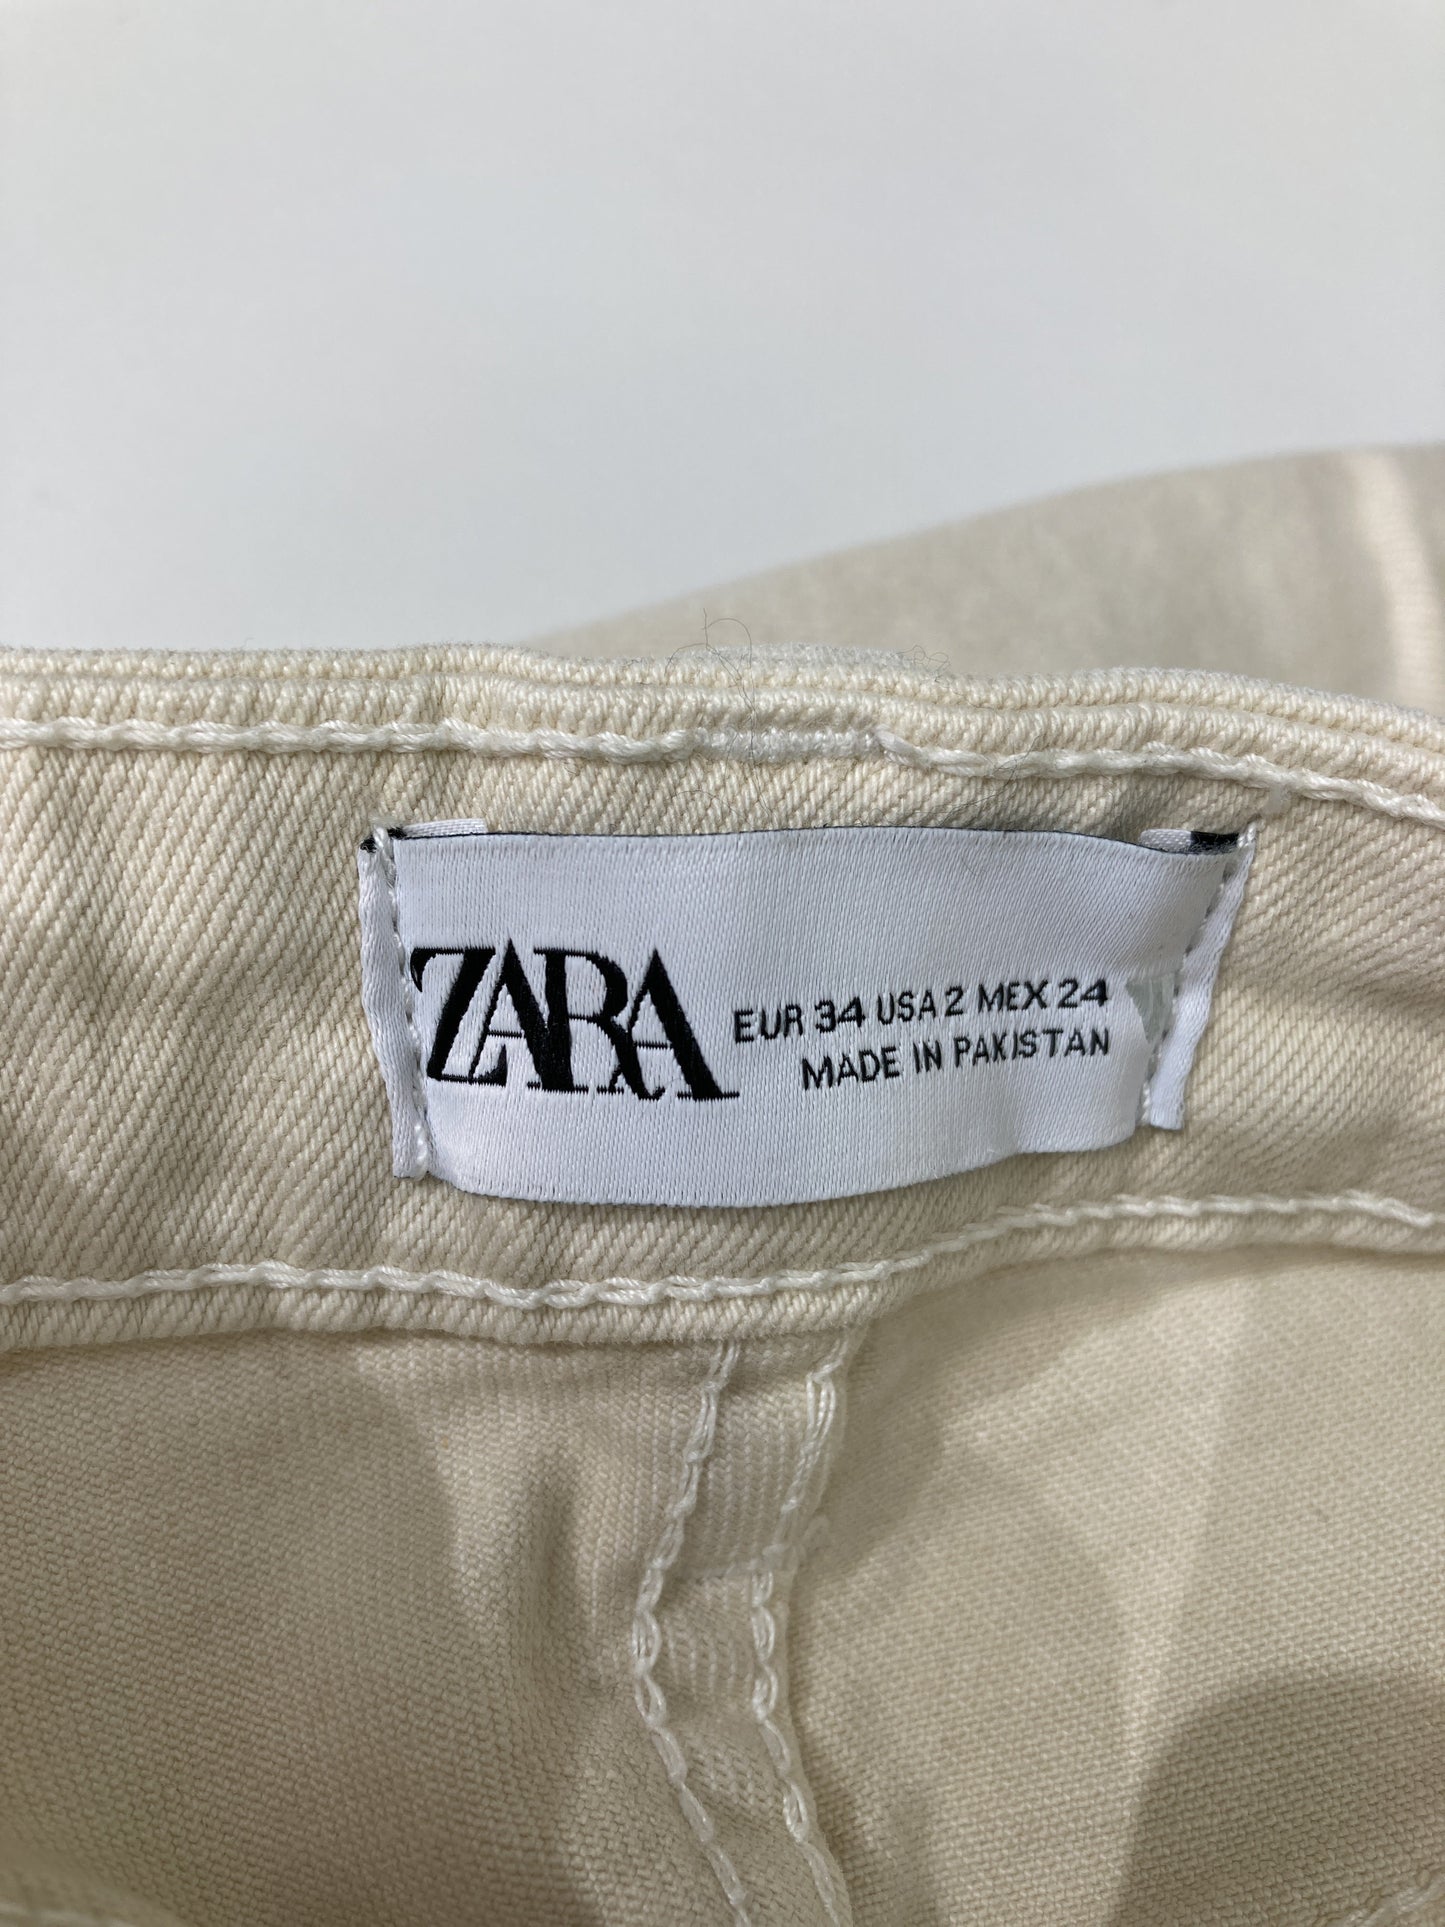 ZARA
EUR 34 USA 2 MEX 24
MADE IN PAKISTAN